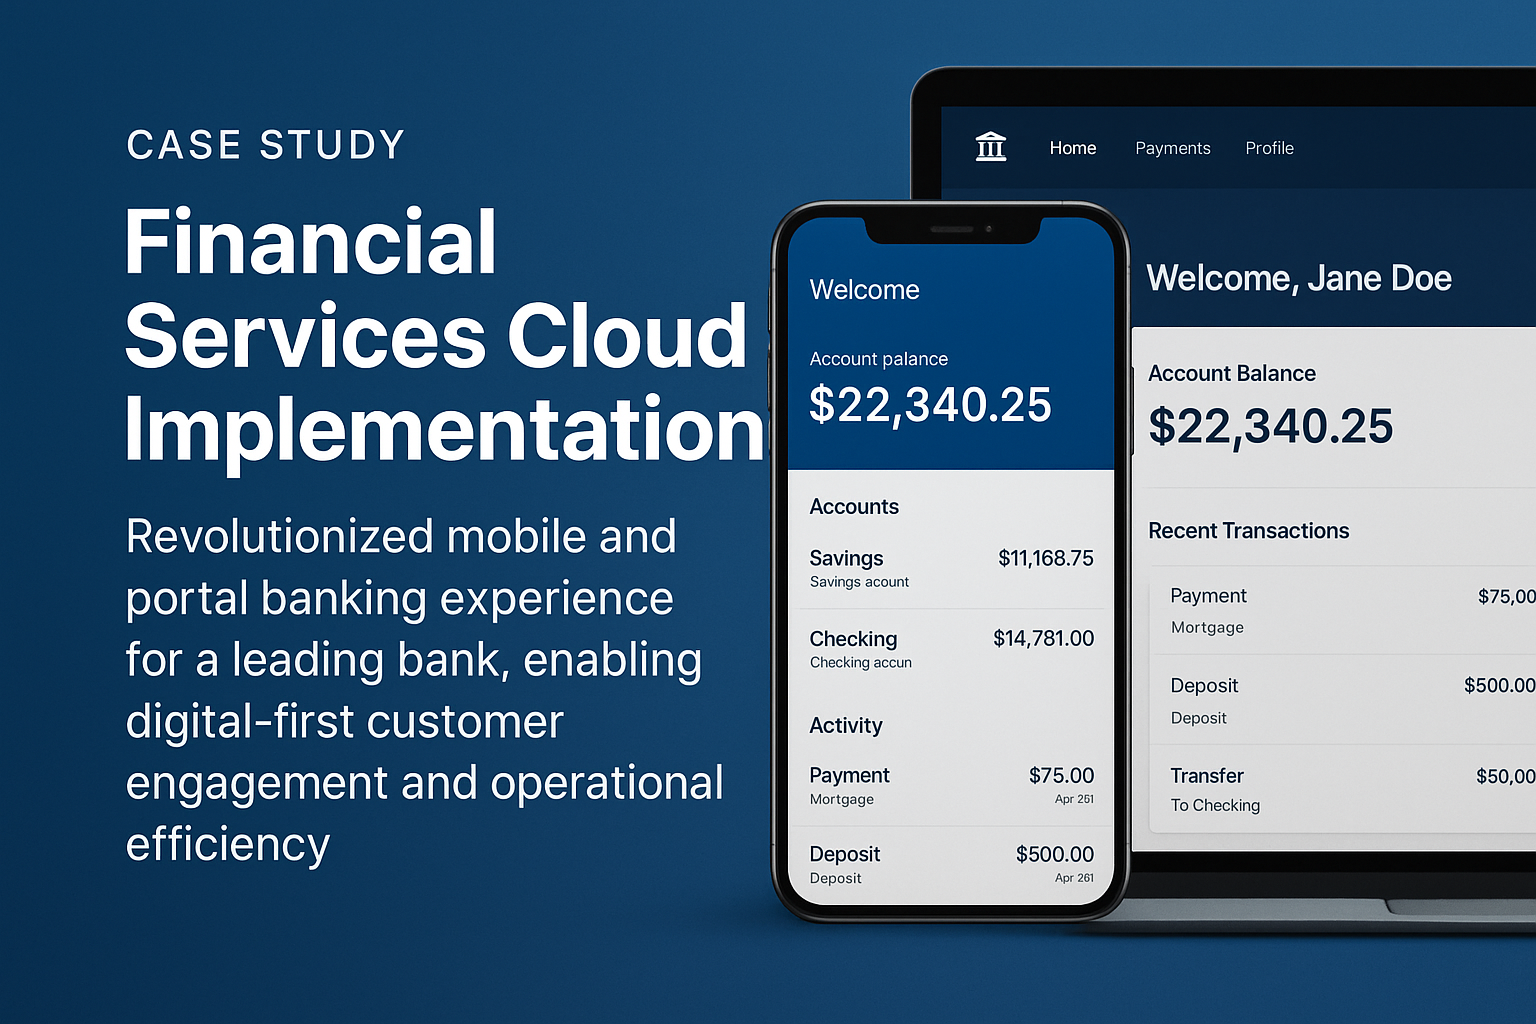 CASE STUDY
Financial
Services Cloud
Implementation
Revolutionized mobile and
portal banking experience
for a leading bank, enabling
digital-first customer
engagement and operational
efficiency
Welcome
Account palance
$22,340.25
Accounts
Savings $11,168.75
Savings acount
Checking $14,781.00
Checking accun
Activity
Payment $75.00
Mortgage Apr 261
Deposit $500.00
Deposit Apr 261
Home Payments Profile
Welcome, Jane Doe
Account Balance
$22,340.25
Recent Transactions
Payment $75,00
Mortgage
Deposit $500.00
Deposit
Transfer $50,00
To Checking